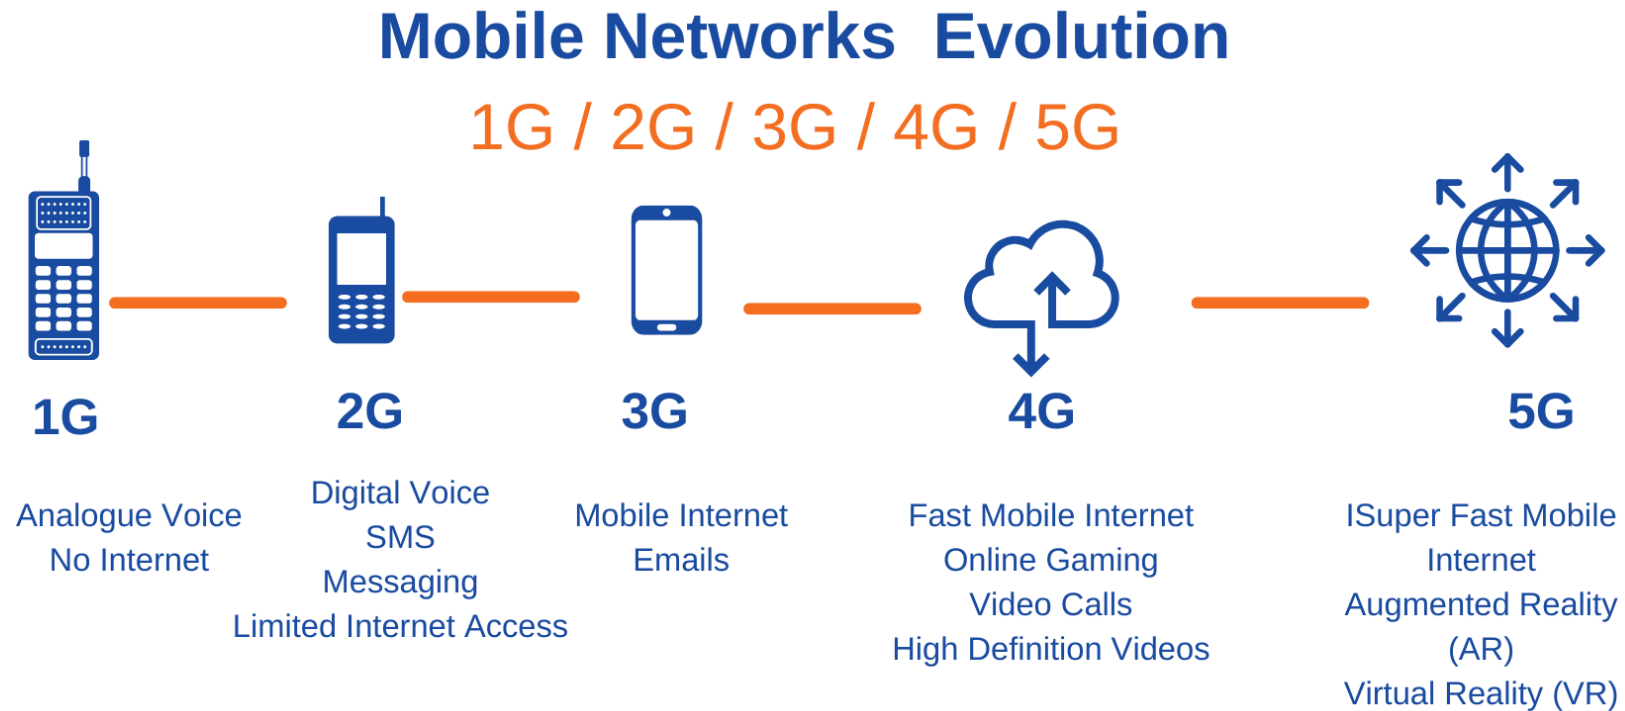 Mobile Networks  Evolution
1G / 2G / 3G / 4G / 5G
1G
Analogue Voice
No Internet
2G
Digital Voice
SMS
Messaging
Limited Internet Access
3G
Mobile Internet
Emails
4G
Fast Mobile Internet
Online Gaming
Video Calls
High Definition Videos
5G
ISuper Fast Mobile
Internet
Augmented Reality
(AR)
Virtual Reality (VR)